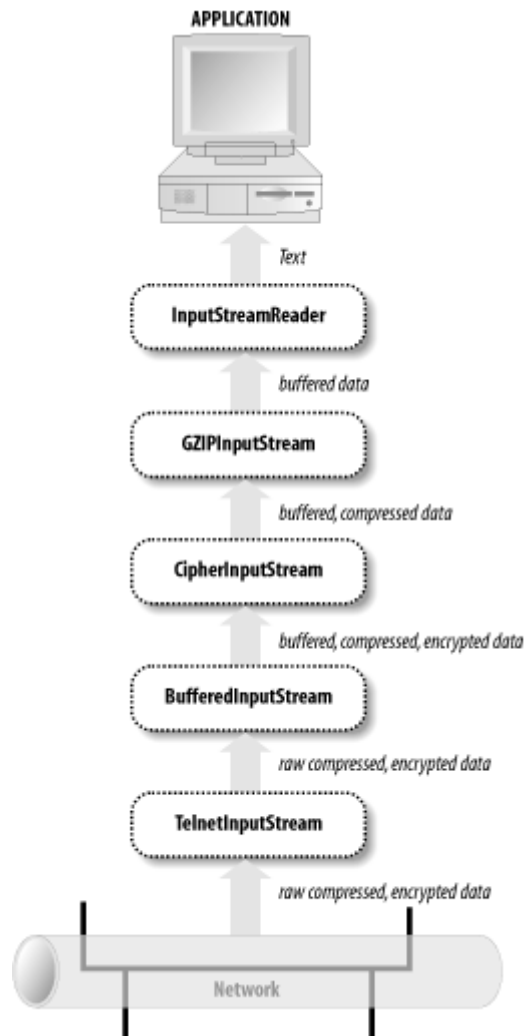 APPLICATION
Text
InputStreamReader
buffered data
GZIPInputStream
buffered, compressed data
CipherInputStream
buffered, compressed, encrypted data
BufferedInputStream
raw compressed, encrypted data
TelnetInputStream
raw compressed, encrypted data
Network